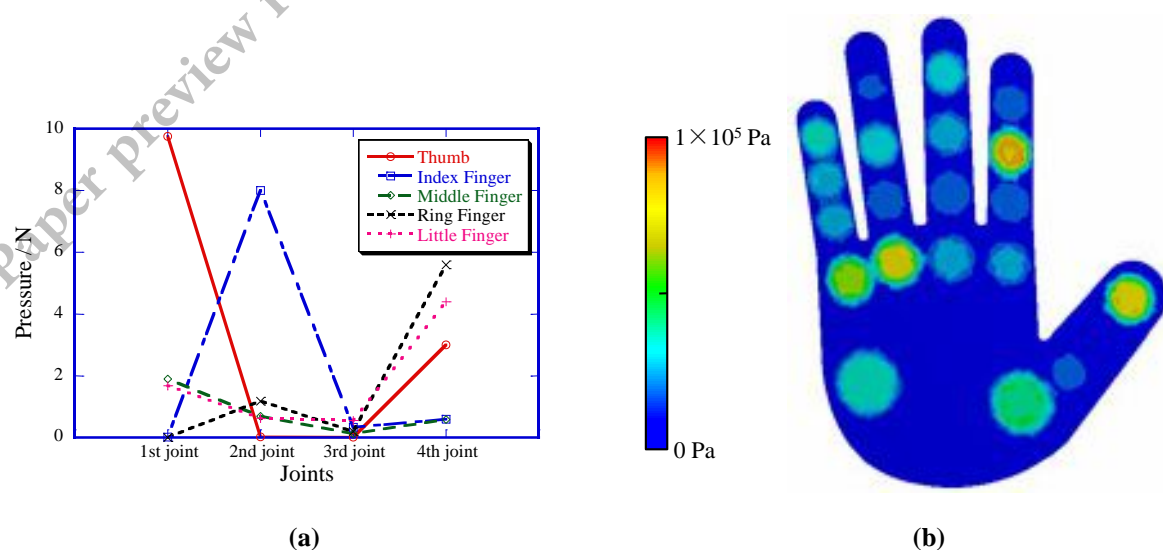 Paper preview
10
8
6
4
2
0
Pressure / N
Thumb
Index Finger
Middle Finger
Ring Finger
Little Finger
1st joint 2nd joint 3rd joint 4th joint
Joints
(a)
1×10⁵ Pa
0 Pa
(b)